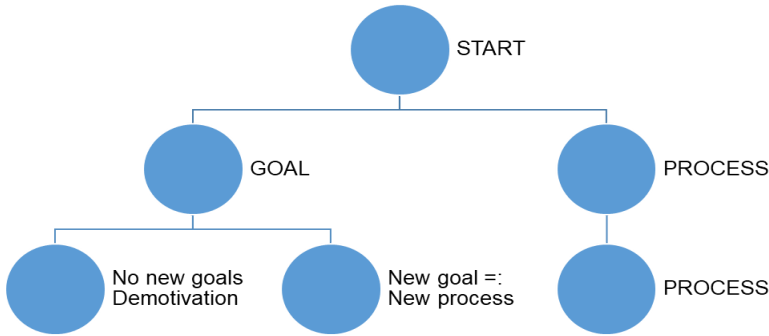 START
GOAL
PROCESS
No new goals
Demotivation
New goal =:
New process
PROCESS